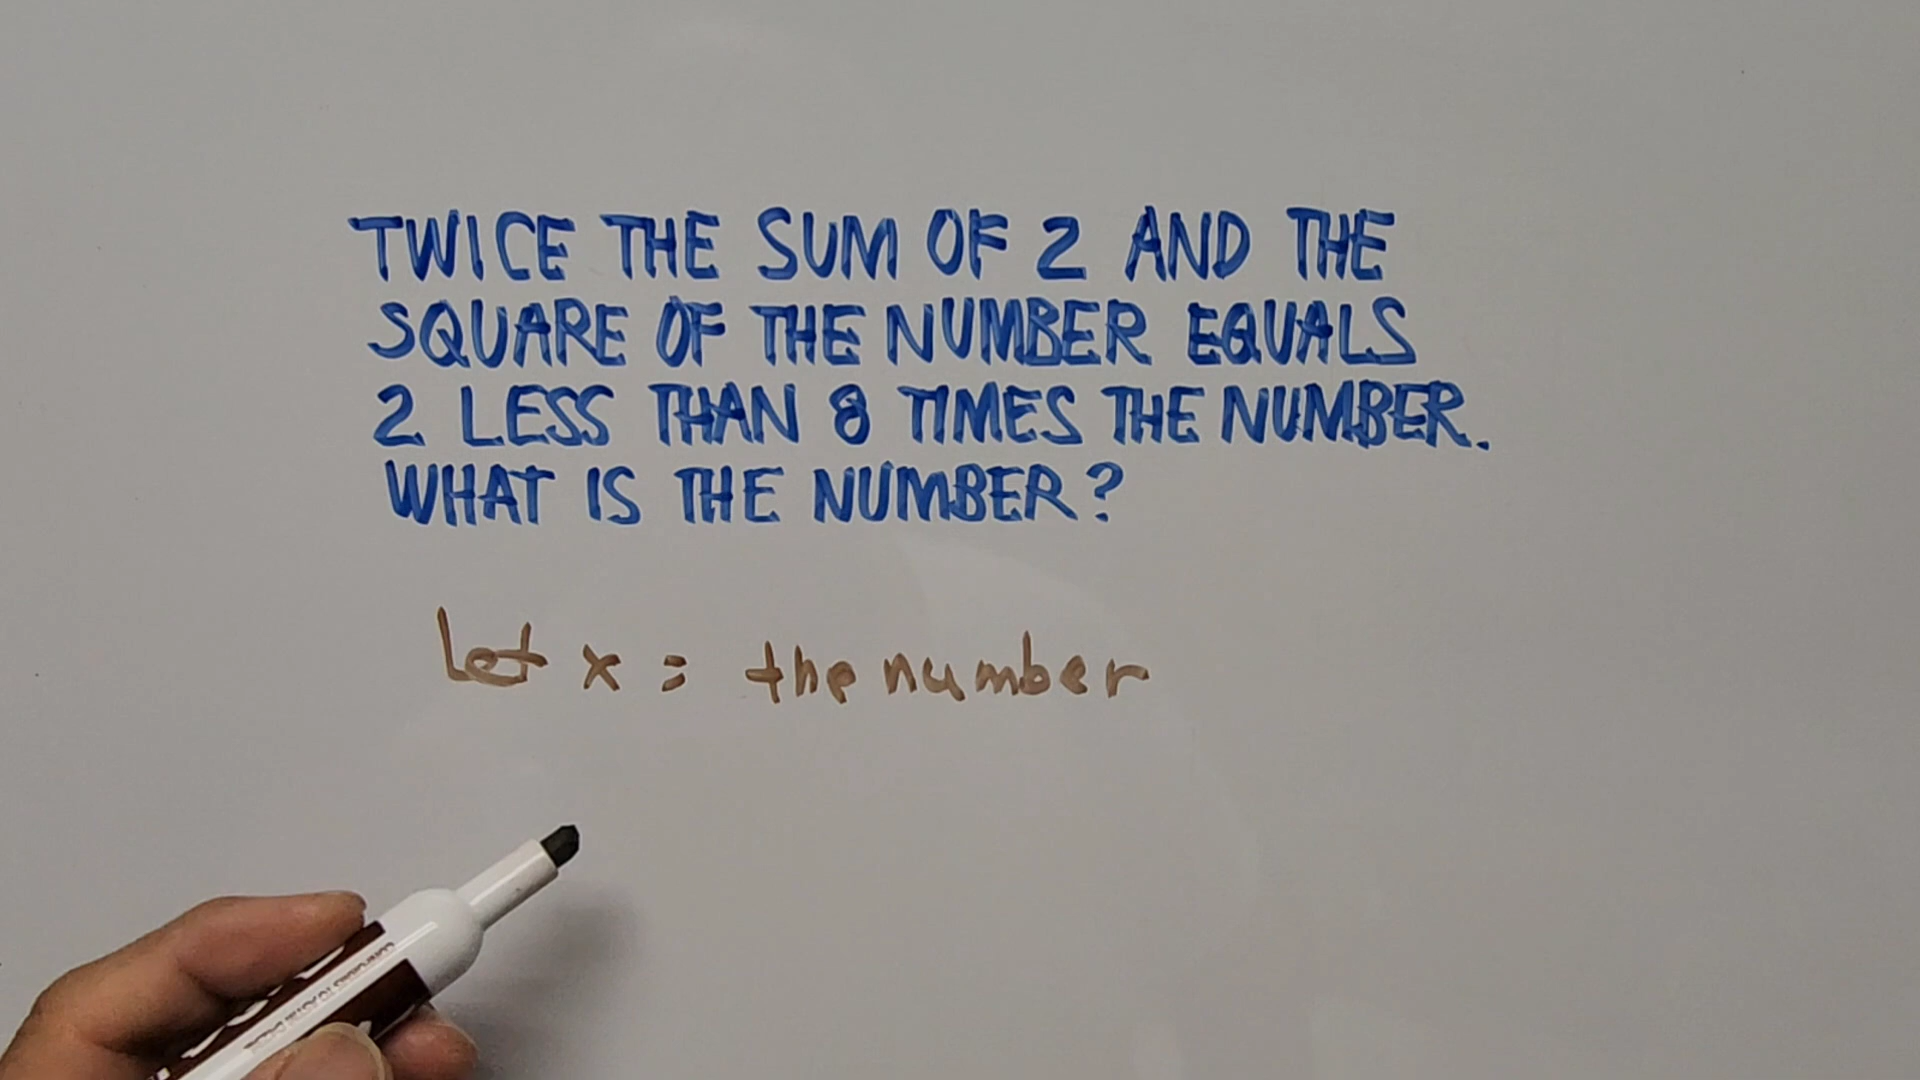 TWICE THE SUM OF 2 AND THE
SQUARE OF THE NUMBER EQUALS
2 LESS THAN 8 TIMES THE NUMBER.
WHAT IS THE NUMBER?
Let x = the number